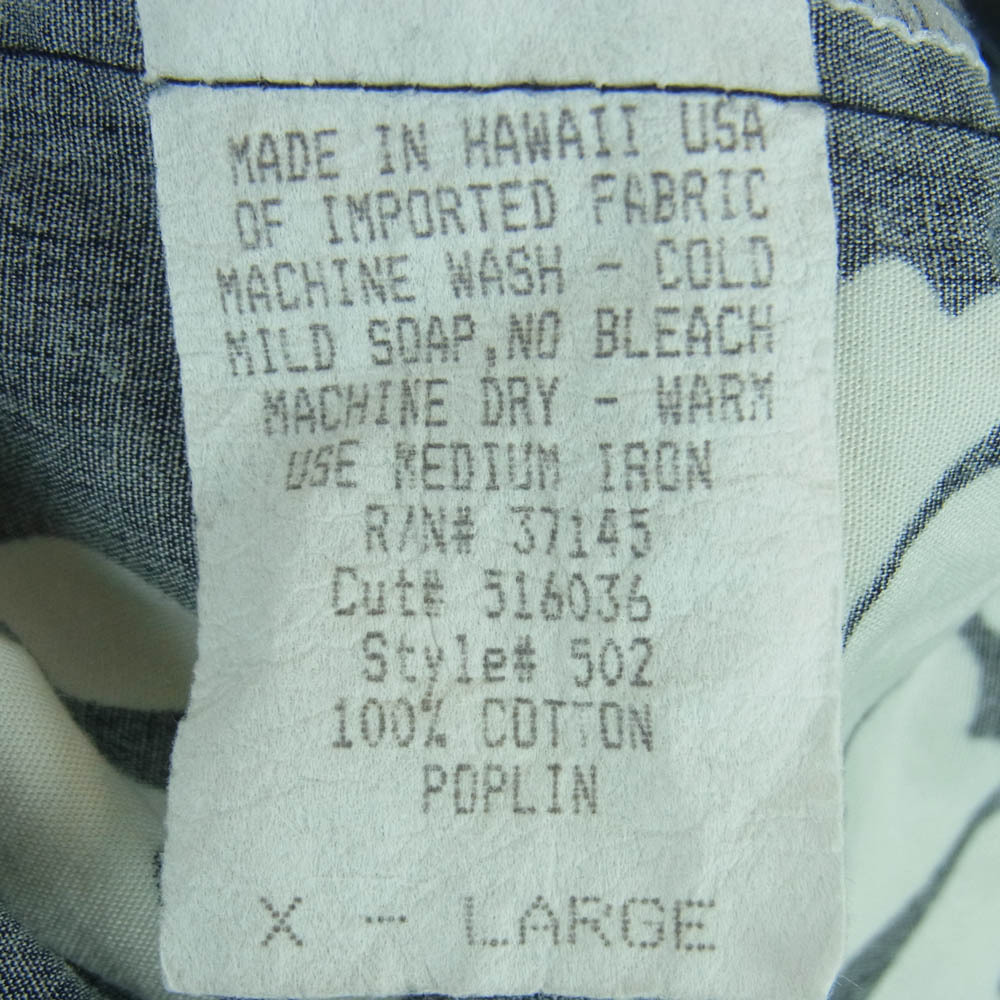 MADE IN HAWAII USA
OF IMPORTED FABRIC
MACHINE WASH - COLD
MILD SOAP,NO BLEACH
MACHINE DRY - WARM
USE MEDIUM IRON
R/N# 37145
Cut# 516036
Style# 502
100% COTTON
POPLIN
X - LARGE